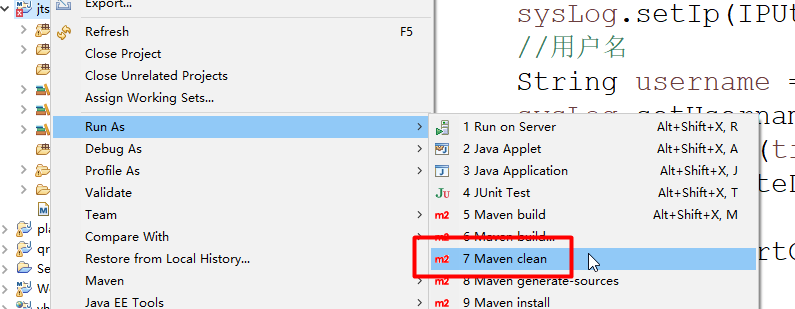 jts
Export...
Refresh F5
Close Project
Close Unrelated Projects
Assign Working Sets...
Run As
Debug As
Profile As
Validate
Team
Compare With
Restore from Local History...
Maven
Java EE Tools
1 Run on Server Alt+Shift+X, R
2 Java Applet Alt+Shift+X, A
3 Java Application Alt+Shift+X, J
4 JUnit Test Alt+Shift+X, T
5 Maven build Alt+Shift+X, M
6 Maven build...
7 Maven clean
8 Maven generate-sources
9 Maven install
sysLog.setIp(IPUt
//用户名
String username =
sysLog.setUsernam
(ti
teD
rtC
pla
qr
Se
W